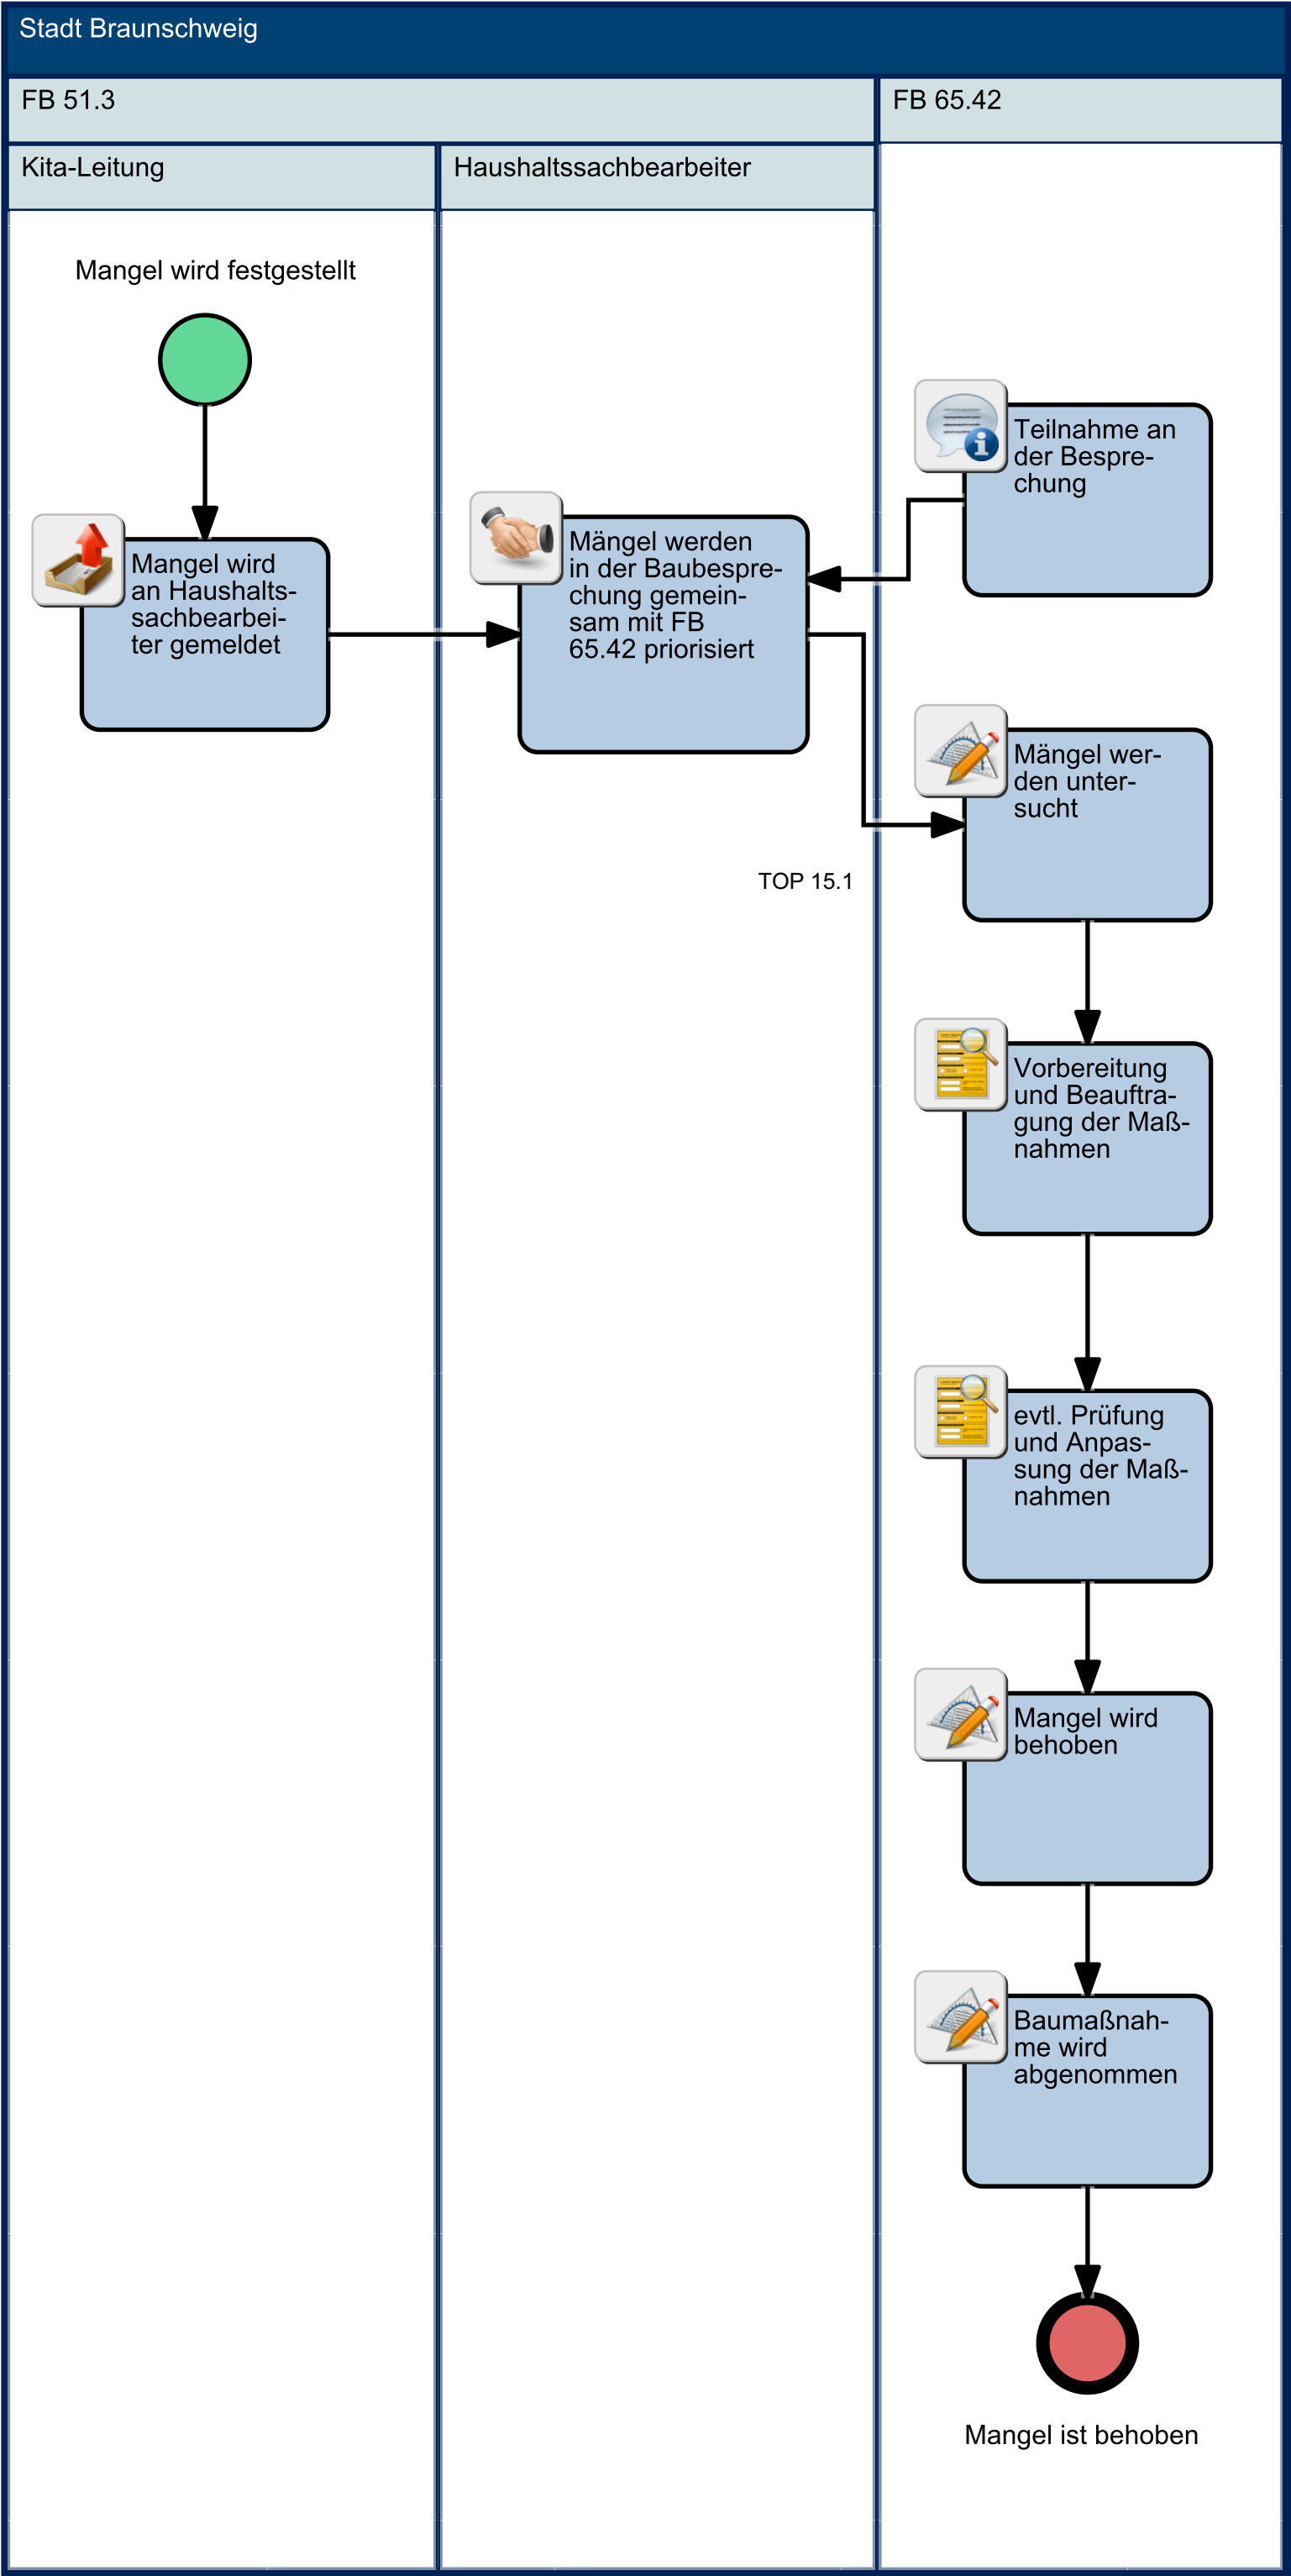 Stadt Braunschweig
FB 51.3
FB 65.42
Kita-Leitung
Haushaltssachbearbeiter
Mangel wird festgestellt
Mangel wird
an Haushalts-
sachbearbei-
ter gemeldet
Mängel werden
in der Baubespre-
chung gemein-
sam mit FB
65.42 priorisiert
Teilnahme an
der Bespre-
chung
TOP 15.1
Mängel wer-
den unter-
sucht
Vorbereitung
und Beauftra-
gung der Maß-
nahmen
evtl. Prüfung
und Anpas-
sung der Maß-
nahmen
Mangel wird
behoben
Baumaßnah-
me wird
abgenommen
Mangel ist behoben